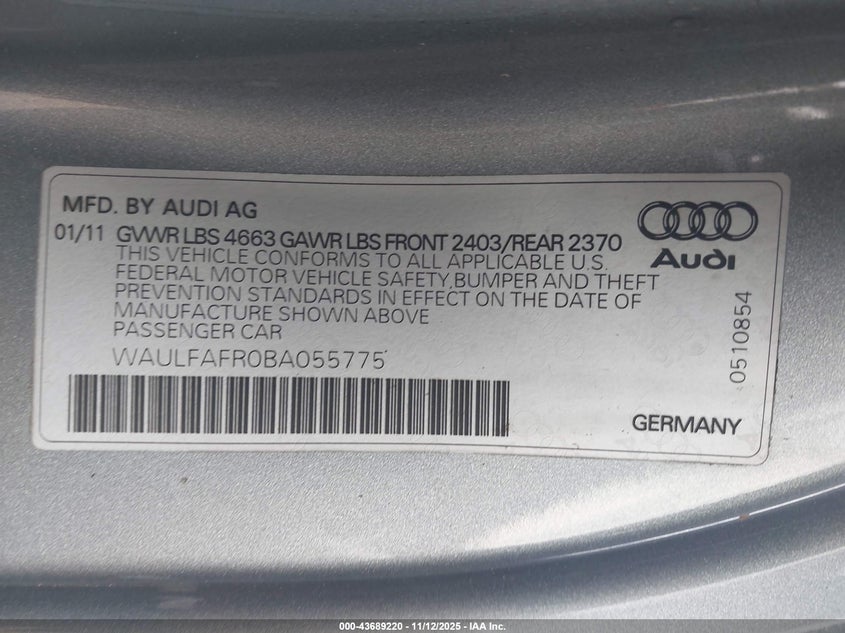 MFD. BY AUDI AG
01/11 GVWR LBS 4663 GAWR LBS FRONT 2403/REAR 2370
THIS VEHICLE CONFORMS TO ALL APPLICABLE U.S.
FEDERAL MOTOR VEHICLE SAFETY,BUMPER AND THEFT
PREVENTION STANDARDS IN EFFECT ON THE DATE OF
MANUFACTURE SHOWN ABOVE
PASSENGER CAR
WAULFAFR0BA055775
Audi
0510854
GERMANY
000-43689220 - 11/12/2025 - IAA Inc.